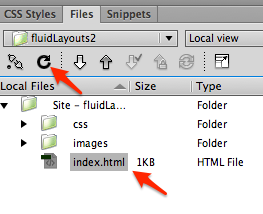 CSS Styles Files Snippets
fluidLayouts2 Local view
Local Files Size Type
Site - fluidLa... Folder
css Folder
images Folder
index.html 1KB HTML File